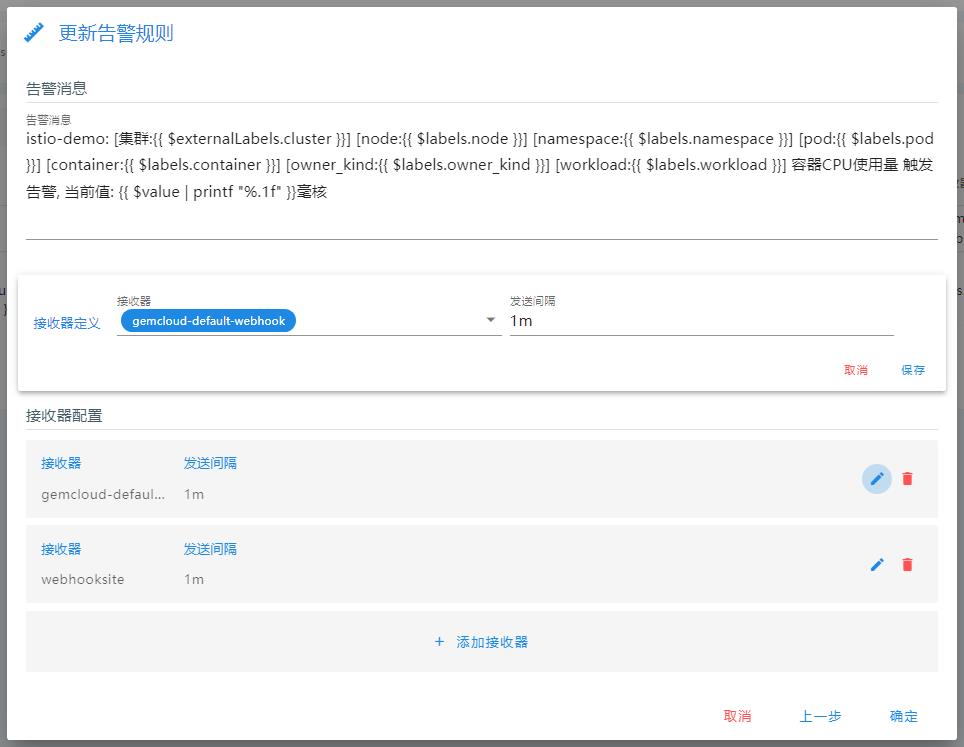 更新告警规则
告警消息
告警消息
istio-demo: [集群:{{ $externalLabels.cluster }}] [node:{{ $labels.node }}] [namespace:{{ $labels.namespace }}] [pod:{{ $labels.pod
}}] [container:{{ $labels.container }}] [owner_kind:{{ $labels.owner_kind }}] [workload:{{ $labels.workload }}] 容器CPU使用量 触发
告警, 当前值: {{ $value | printf "%.1f" }}毫核
接收器定义
接收器
gemcloud-default-webhook
发送间隔
1m
取消 保存
接收器配置
接收器 发送间隔
gemcloud-defaul... 1m
接收器 发送间隔
webhooksite 1m
+ 添加接收器
取消 上一步 确定